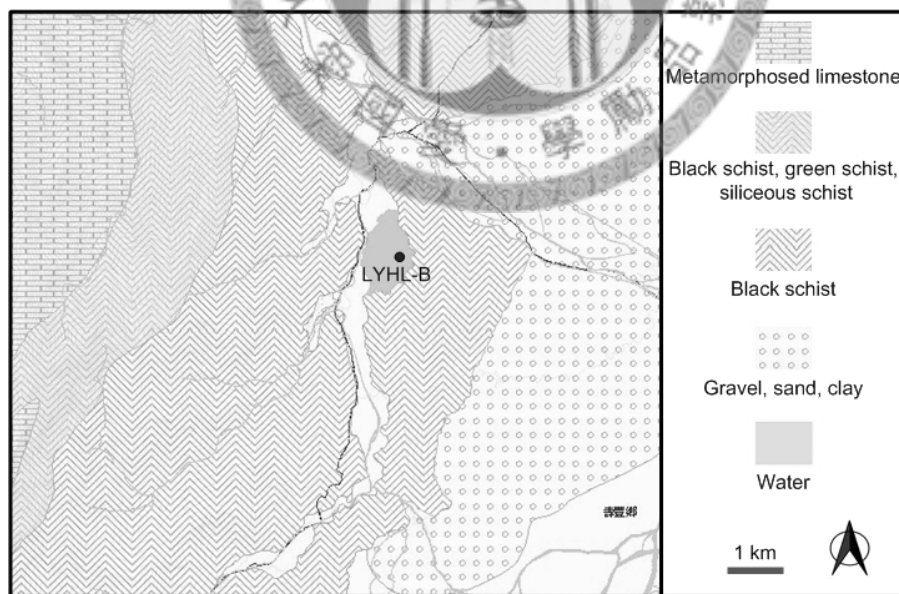 LYHL-B
壽豐鄉
Metamorphosed limestone
Black schist, green schist,
siliceous schist
Black schist
Gravel, sand, clay
Water
1 km